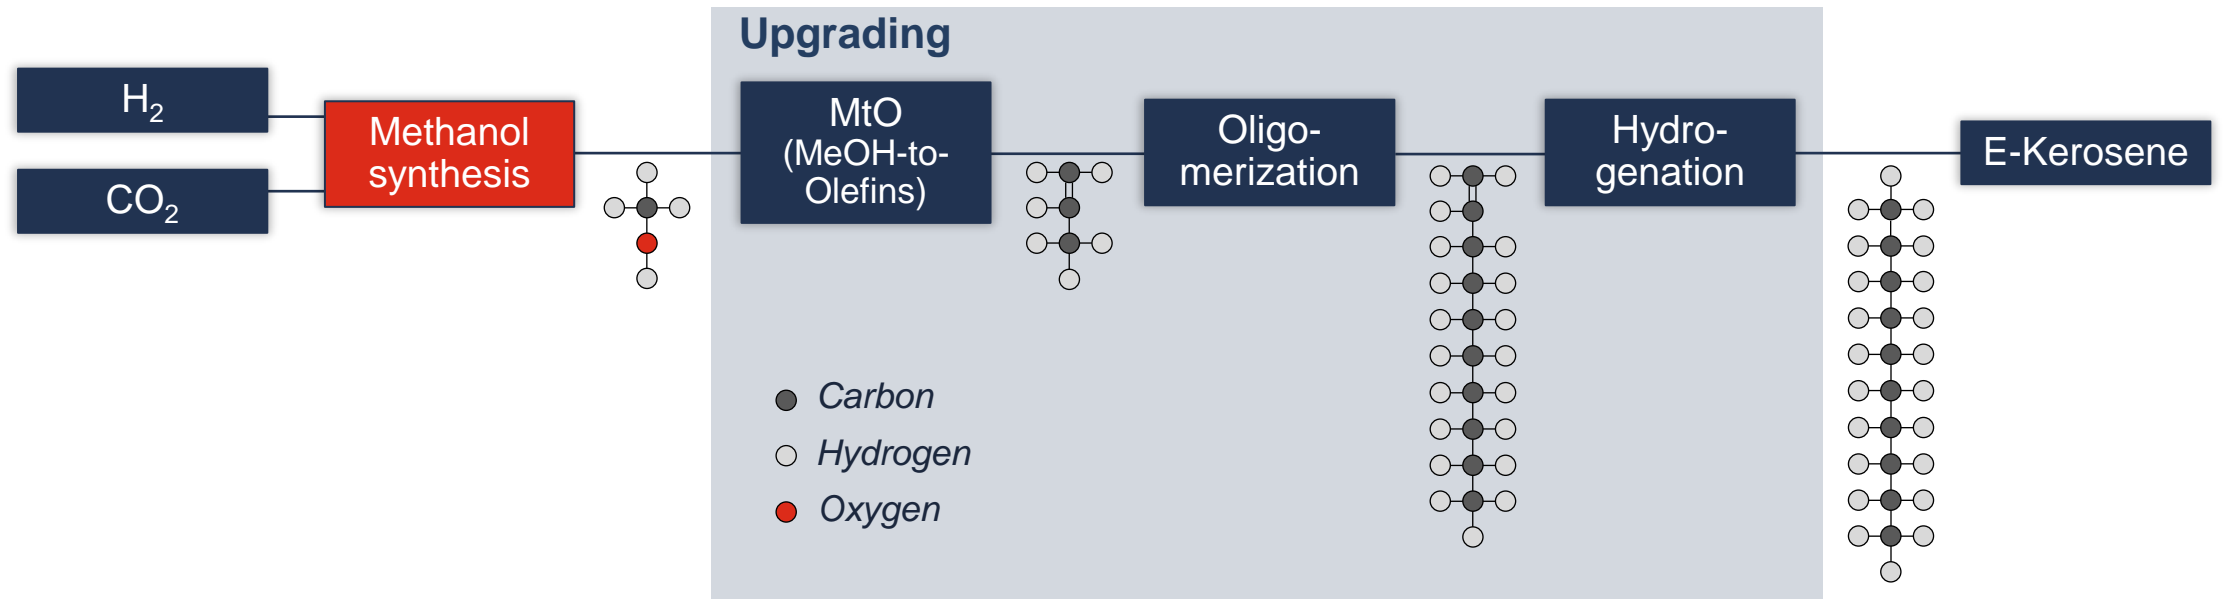 Upgrading
H₂
CO₂
Methanol
synthesis
MtO
(MeOH-to-
Olefins)
Oligo-
merization
Hydro-
genation
E-Kerosene
Carbon
Hydrogen
Oxygen